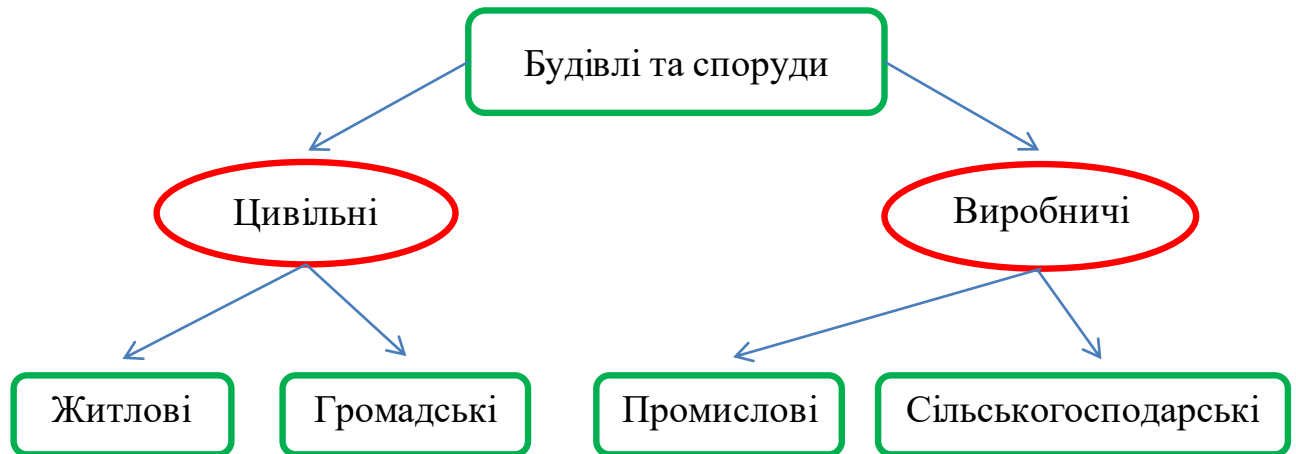 Будівлі та споруди
Цивільні
Виробничі
Житлові
Громадські
Промислові
Сільськогосподарські